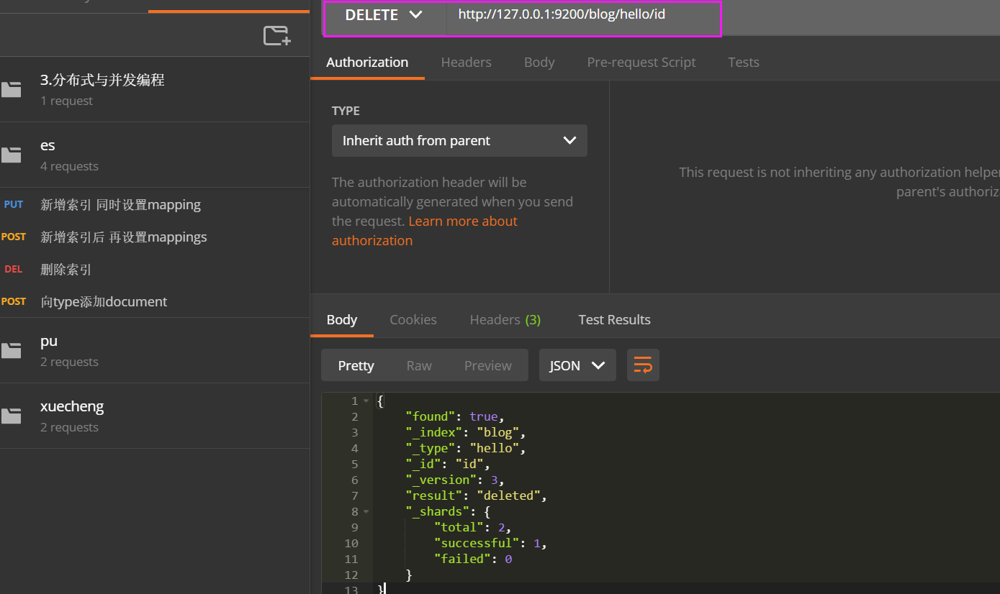 3.分布式与并发编程
1 request
es
4 requests
PUT 新增索引 同时设置mapping
POST 新增索引后 再设置mappings
DEL 删除索引
POST 向type添加document
pu
2 requests
xuecheng
2 requests
DELETE http://127.0.0.1:9200/blog/hello/id
Authorization Headers Body Pre-request Script Tests
TYPE
Inherit auth from parent
The authorization header will be
automatically generated when you send
the request. Learn more about
authorization
This request is not inheriting any authorization helpe
parent's authoriz
Body Cookies Headers (3) Test Results
Pretty Raw Preview JSON
1 {
2 "found": true,
3 "_index": "blog",
4 "_type": "hello",
5 "_id": "id",
6 "_version": 3,
7 "result": "deleted",
8 "_shards": {
9 "total": 2,
10 "successful": 1,
11 "failed": 0
12 }
13 }